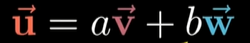 u⃗ = av⃗ + bw⃗